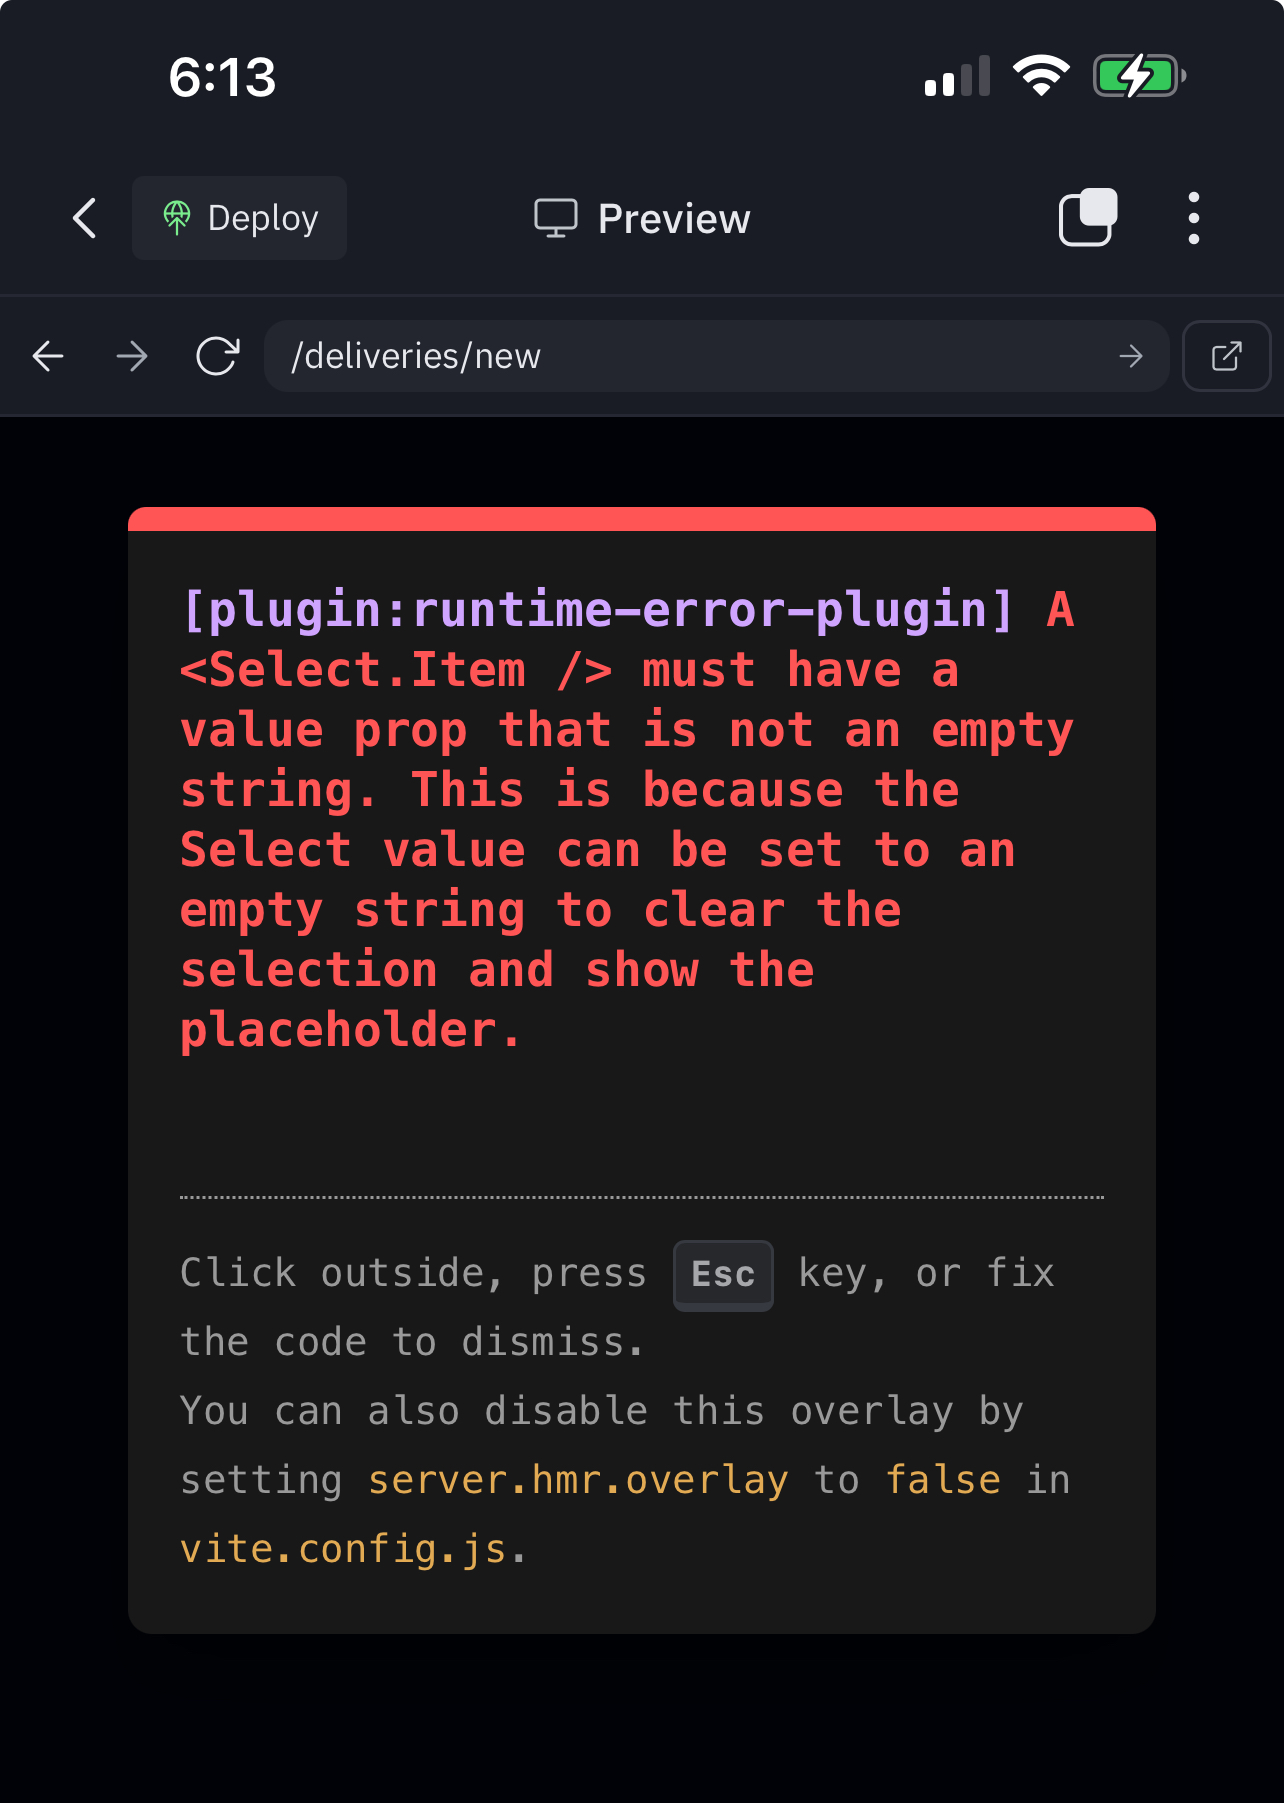 6:13
Deploy
Preview
/deliveries/new
[plugin:runtime-error-plugin] A
<Select.Item /> must have a
value prop that is not an empty
string. This is because the
Select value can be set to an
empty string to clear the
selection and show the
placeholder.
Click outside, press Esc key, or fix
the code to dismiss.
You can also disable this overlay by
setting server.hmr.overlay to false in
vite.config.js.